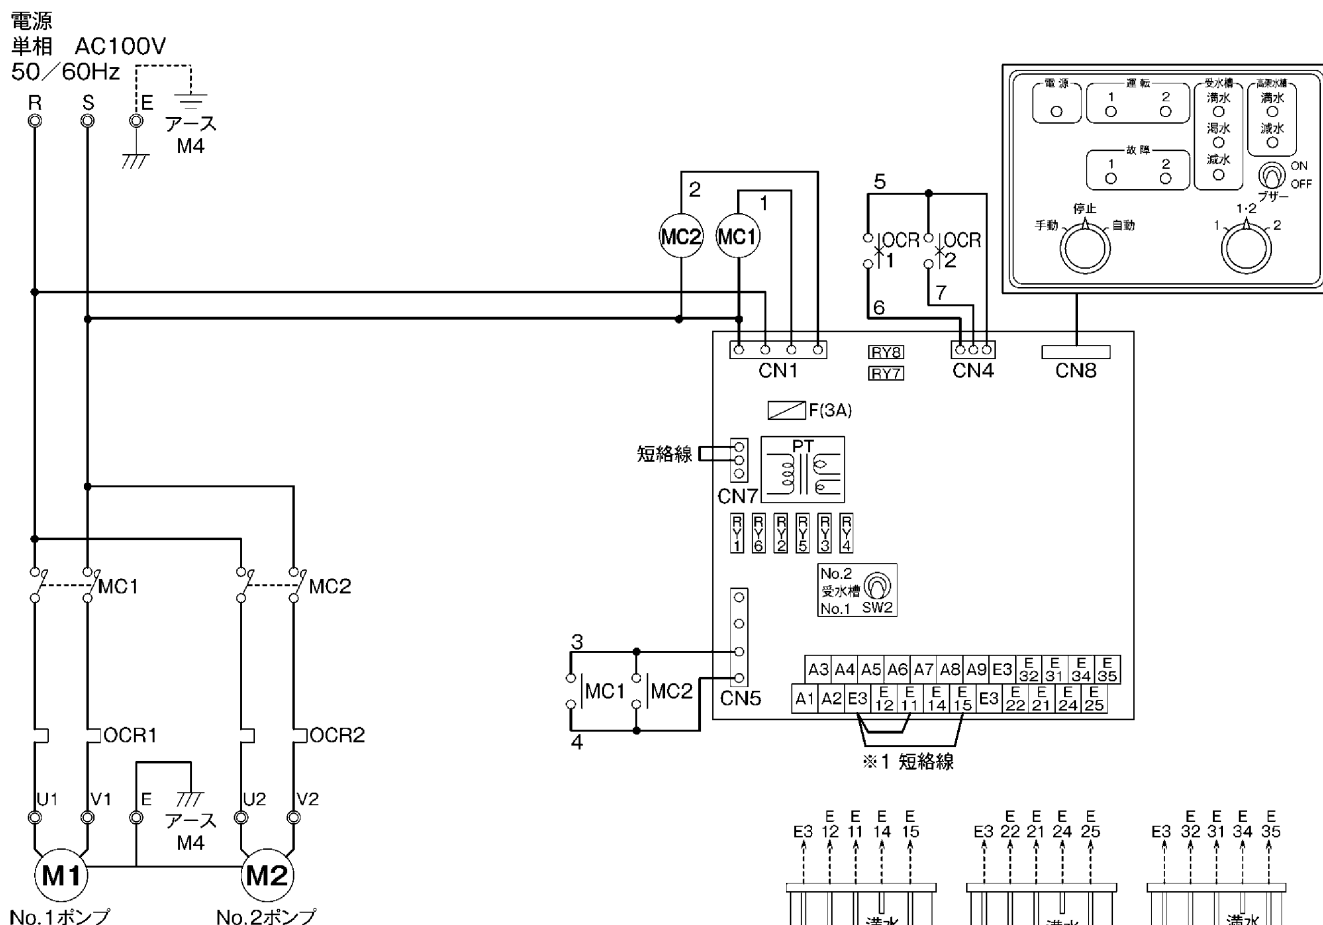 電源
単相 AC100V
50/60Hz
R S E
アース
M4
電源
運転
1 2
故障
1 2
受水槽
満水
渇水
減水
高架水槽
満水
減水
ON
OFF
ブザー
手動 停止 自動
1 1・2 2
2
1
MC2 MC1
5
OCR
1
OCR
2
6
7
CN1
RY8
RY7
CN4
CN8
F(3A)
短絡線
CN7
PT
RY1 RY6 RY2 RY5 RY3 RY4
No.2
受水槽
No.1 SW2
MC1
MC2
3
MC1 MC2
4
CN5
A3 A4 A5 A6 A7 A8 A9 E3 E32 E31 E34 E35
A1 A2 E3 E12 E11 E14 E15 E3 E22 E21 E24 E25
※1 短絡線
OCR1
OCR2
U1 V1 E
アース
M4
U2 V2
M1
M2
No.1ポンプ
No.2ポンプ
E3 E12 E11 E14 E15
E3 E22 E21 E24 E25
E3 E32 E31 E34 E35
満水
満水
満水